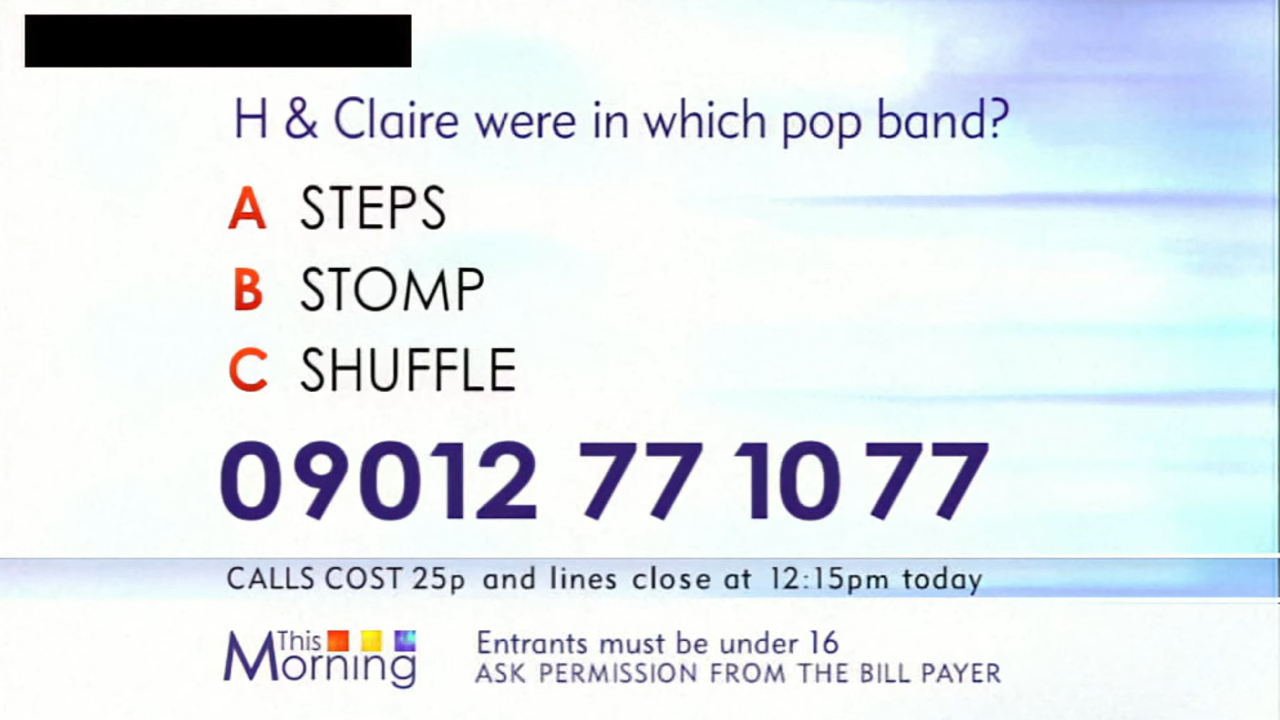 H & Claire were in which pop band?
A STEPS
B STOMP
C SHUFFLE
09012 77 10 77
CALLS COST 25p and lines close at 12:15pm today
This Morning
Entrants must be under 16
ASK PERMISSION FROM THE BILL PAYER